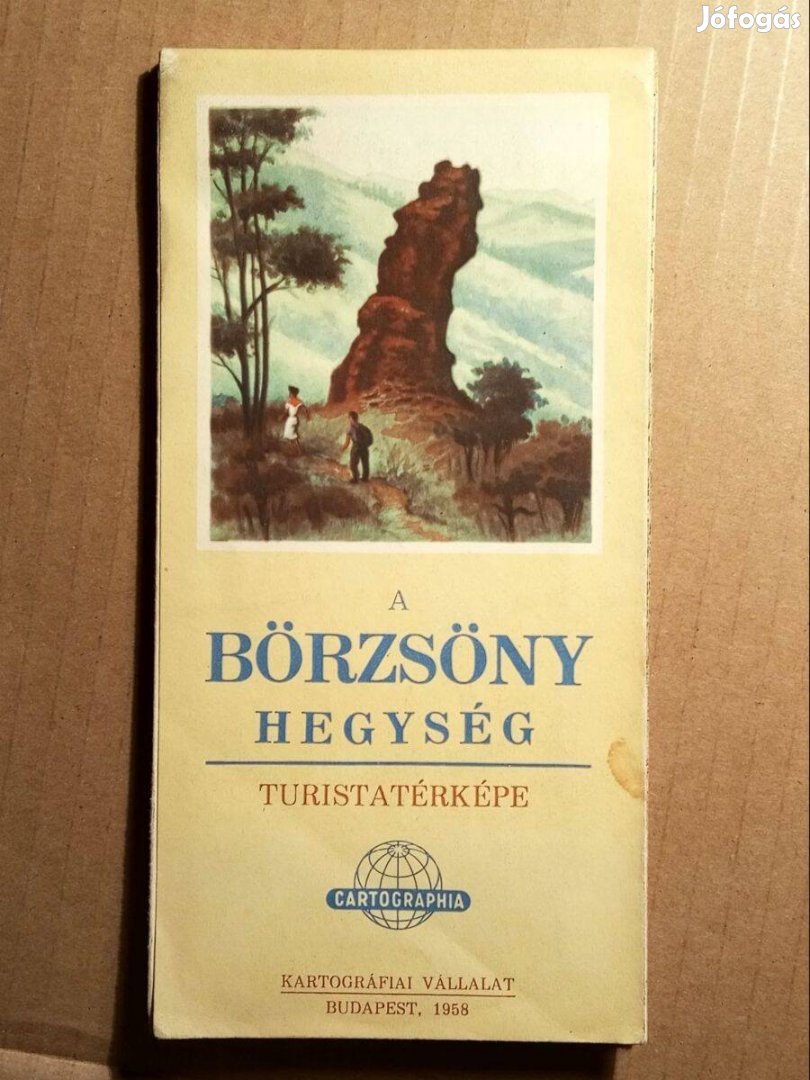 Jófogás
A
BÖRZSÖNY
HEGYSÉG
TURISTATÉRKÉPE
CARTOGRAPHIA
KARTOGRÁFIAI VÁLLALAT
BUDAPEST, 1958